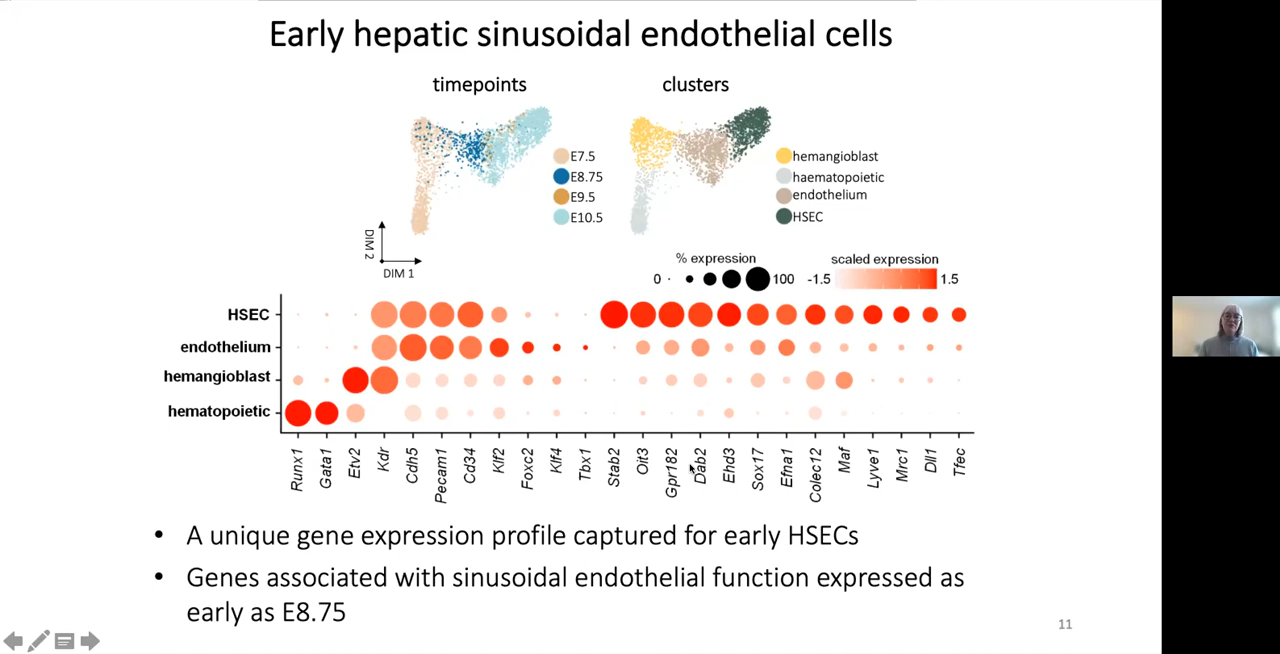 Early hepatic sinusoidal endothelial cells
timepoints
clusters
E7.5
E8.75
E9.5
E10.5
hemangioblast
haematopoietic
endothelium
HSEC
DIM 2
DIM 1
% expression
0
100
scaled expression
-1.5
1.5
HSEC
endothelium
hemangioblast
hematopoietic
Runx1
Gata1
Etv2
Kdr
Cdh5
Pecam1
Cd34
Klf2
Foxc2
Klf4
Tbx1
Stab2
Oit3
Gpr182
Dab2
Ehd3
Sox17
Efna1
Colec12
Maf
Lyve1
Mrc1
Dll1
Tfec
• A unique gene expression profile captured for early HSECs
• Genes associated with sinusoidal endothelial function expressed as
early as E8.75
11